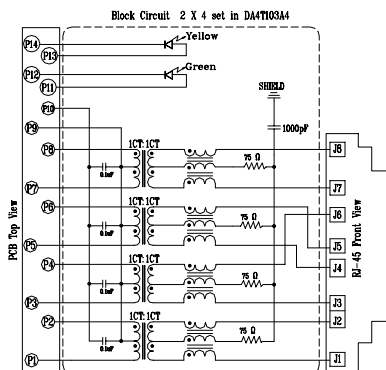 Block Circuit 2 X 4 set in DA4T103A4
P14
Yellow
P13
P12
Green
P11
SHIELD
P10
P9
1000pF
1CT:1CT
P8
75 Ω
J8
0.1uF
P7
J7
1CT:1CT
P6
75 Ω
J6
0.1uF
P5
J5
J4
1CT:1CT
P4
75 Ω
0.1uF
P3
J3
1CT:1CT
P2
J2
75 Ω
0.1uF
P1
J1
PCB Top View
RJ-45 Front View